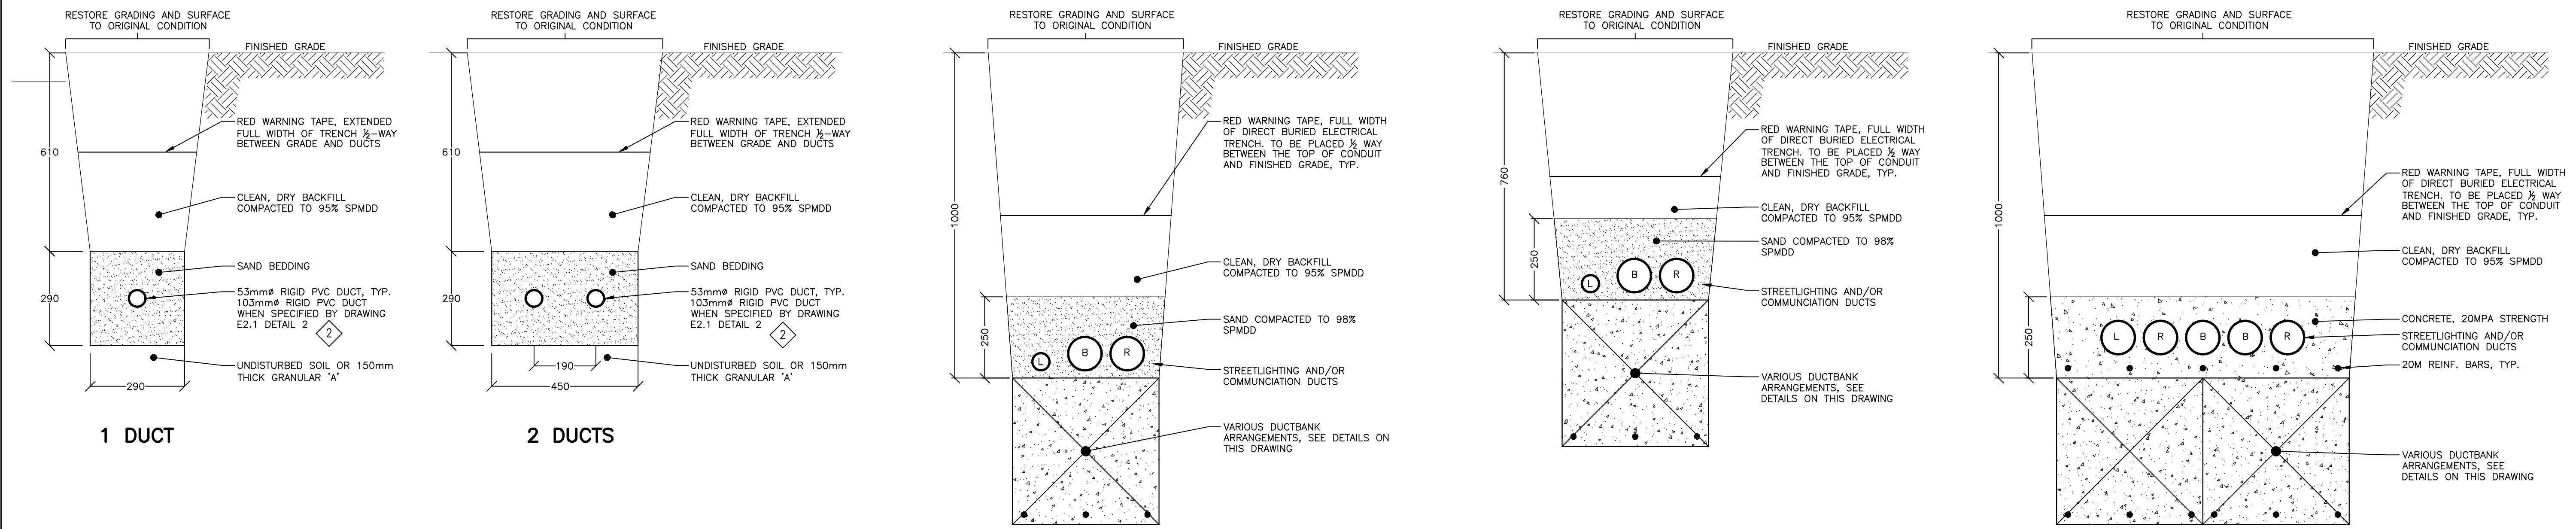 RESTORE GRADING AND SURFACE
TO ORIGINAL CONDITION
FINISHED GRADE
RED WARNING TAPE, EXTENDED
FULL WIDTH OF TRENCH ½-WAY
BETWEEN GRADE AND DUCTS
610
CLEAN, DRY BACKFILL
COMPACTED TO 95% SPMDD
SAND BEDDING
290
53mmø RIGID PVC DUCT, TYP.
103mmø RIGID PVC DUCT
WHEN SPECIFIED BY DRAWING
E2.1 DETAIL 2
2
UNDISTURBED SOIL OR 150mm
THICK GRANULAR 'A'
290
1 DUCT
RESTORE GRADING AND SURFACE
TO ORIGINAL CONDITION
FINISHED GRADE
RED WARNING TAPE, EXTENDED
FULL WIDTH OF TRENCH ½-WAY
BETWEEN GRADE AND DUCTS
610
CLEAN, DRY BACKFILL
COMPACTED TO 95% SPMDD
SAND BEDDING
290
53mmø RIGID PVC DUCT, TYP.
103mmø RIGID PVC DUCT
WHEN SPECIFIED BY DRAWING
E2.1 DETAIL 2
2
UNDISTURBED SOIL OR 150mm
THICK GRANULAR 'A'
190
450
2 DUCTS
RESTORE GRADING AND SURFACE
TO ORIGINAL CONDITION
FINISHED GRADE
RED WARNING TAPE, FULL WIDTH
OF DIRECT BURIED ELECTRICAL
TRENCH. TO BE PLACED ½ WAY
BETWEEN THE TOP OF CONDUIT
AND FINISHED GRADE, TYP.
1000
CLEAN, DRY BACKFILL
COMPACTED TO 95% SPMDD
SAND COMPACTED TO 98%
SPMDD
250
L B R
STREETLIGHTING AND/OR
COMMUNCIATION DUCTS
VARIOUS DUCTBANK
ARRANGEMENTS, SEE DETAILS ON
THIS DRAWING
RESTORE GRADING AND SURFACE
TO ORIGINAL CONDITION
FINISHED GRADE
RED WARNING TAPE, FULL WIDTH
OF DIRECT BURIED ELECTRICAL
TRENCH. TO BE PLACED ½ WAY
BETWEEN THE TOP OF CONDUIT
AND FINISHED GRADE, TYP.
760
CLEAN, DRY BACKFILL
COMPACTED TO 95% SPMDD
SAND COMPACTED TO 98%
SPMDD
250
L B R
STREETLIGHTING AND/OR
COMMUNCIATION DUCTS
VARIOUS DUCTBANK
ARRANGEMENTS, SEE
DETAILS ON THIS DRAWING
RESTORE GRADING AND SURFACE
TO ORIGINAL CONDITION
FINISHED GRADE
RED WARNING TAPE, FULL WIDTH
OF DIRECT BURIED ELECTRICAL
TRENCH. TO BE PLACED ½ WAY
BETWEEN THE TOP OF CONDUIT
AND FINISHED GRADE, TYP.
1000
CLEAN, DRY BACKFILL
COMPACTED TO 95% SPMDD
CONCRETE, 20MPA STRENGTH
250
L R B B R
STREETLIGHTING AND/OR
COMMUNCIATION DUCTS
20M REINF. BARS, TYP.
VARIOUS DUCTBANK
ARRANGEMENTS, SEE
DETAILS ON THIS DRAWING